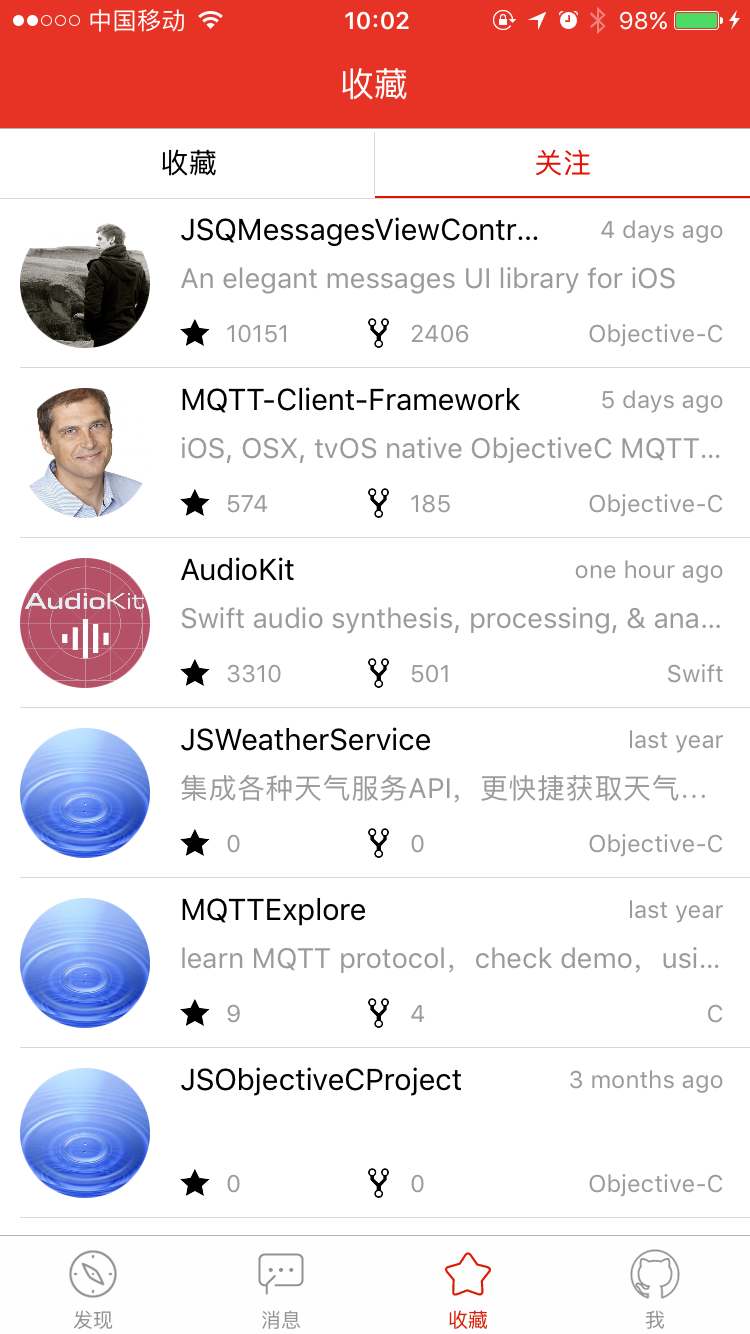 中国移动 10:02 98%
收藏
收藏 关注
JSQMessagesViewContr... 4 days ago
An elegant messages UI library for iOS
10151 2406 Objective-C
MQTT-Client-Framework 5 days ago
iOS, OSX, tvOS native ObjectiveC MQTT...
574 185 Objective-C
AudioKit
AudioKit one hour ago
Swift audio synthesis, processing, & ana...
3310 501 Swift
JSWeatherService last year
集成各种天气服务API，更快捷获取天气...
0 0 Objective-C
MQTTExplore last year
learn MQTT protocol，check demo，usi...
9 4 C
JSObjectiveCProject 3 months ago
0 0 Objective-C
发现 消息 收藏 我